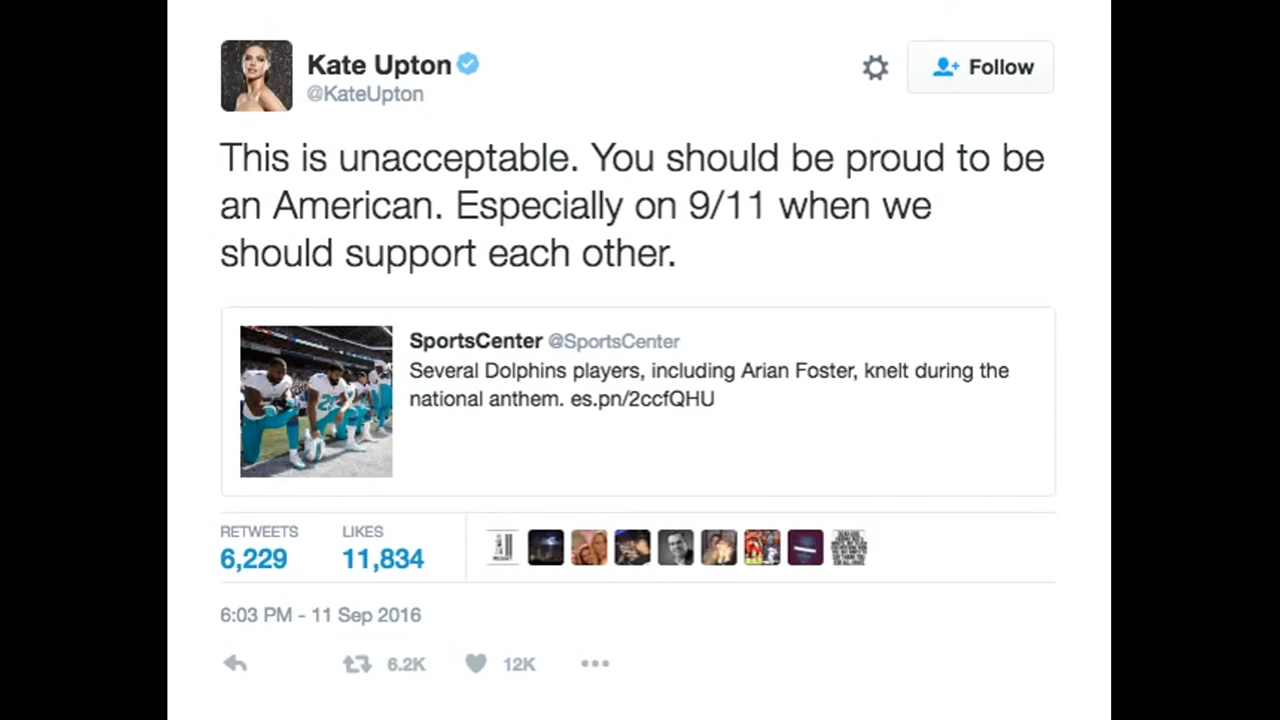 Kate Upton
@KateUpton
Follow
This is unacceptable. You should be proud to be
an American. Especially on 9/11 when we
should support each other.
SportsCenter @SportsCenter
Several Dolphins players, including Arian Foster, knelt during the
national anthem. es.pn/2ccfQHU
RETWEETS LIKES
6,229 11,834
6:03 PM - 11 Sep 2016
6.2K 12K